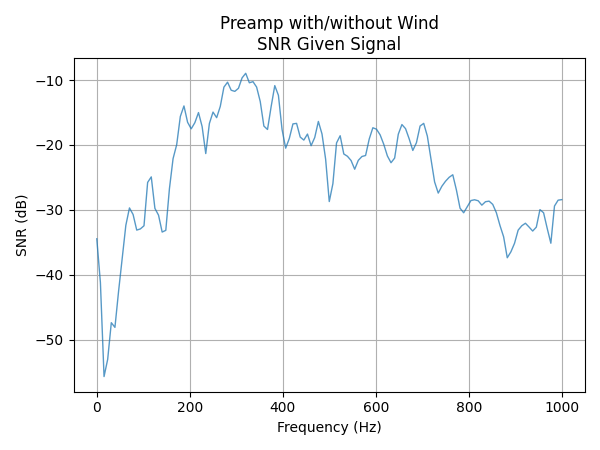 Preamp with/without Wind
SNR Given Signal
−10
−20
−30
−40
−50
SNR (dB)
0 200 400 600 800 1000
Frequency (Hz)